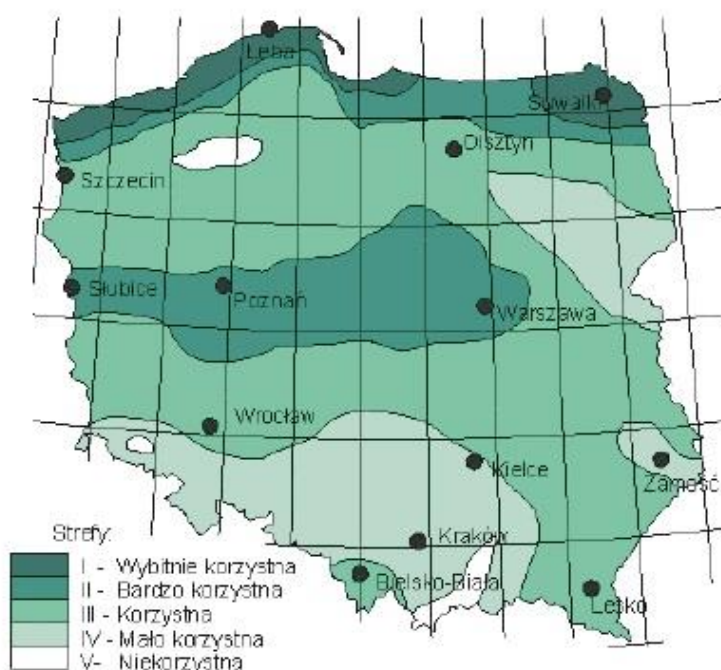 Łeba
Suwałki
Olsztyn
Szczecin
Słubice
Poznań
Warszawa
Wrocław
Kielce
Zamość
Strefy:
Kraków
I - Wybitnie korzystna
Bielsko-Biała
II - Bardzo korzystna
Lesko
III - Korzystna
IV - Mało korzystna
V- Niekorzystna